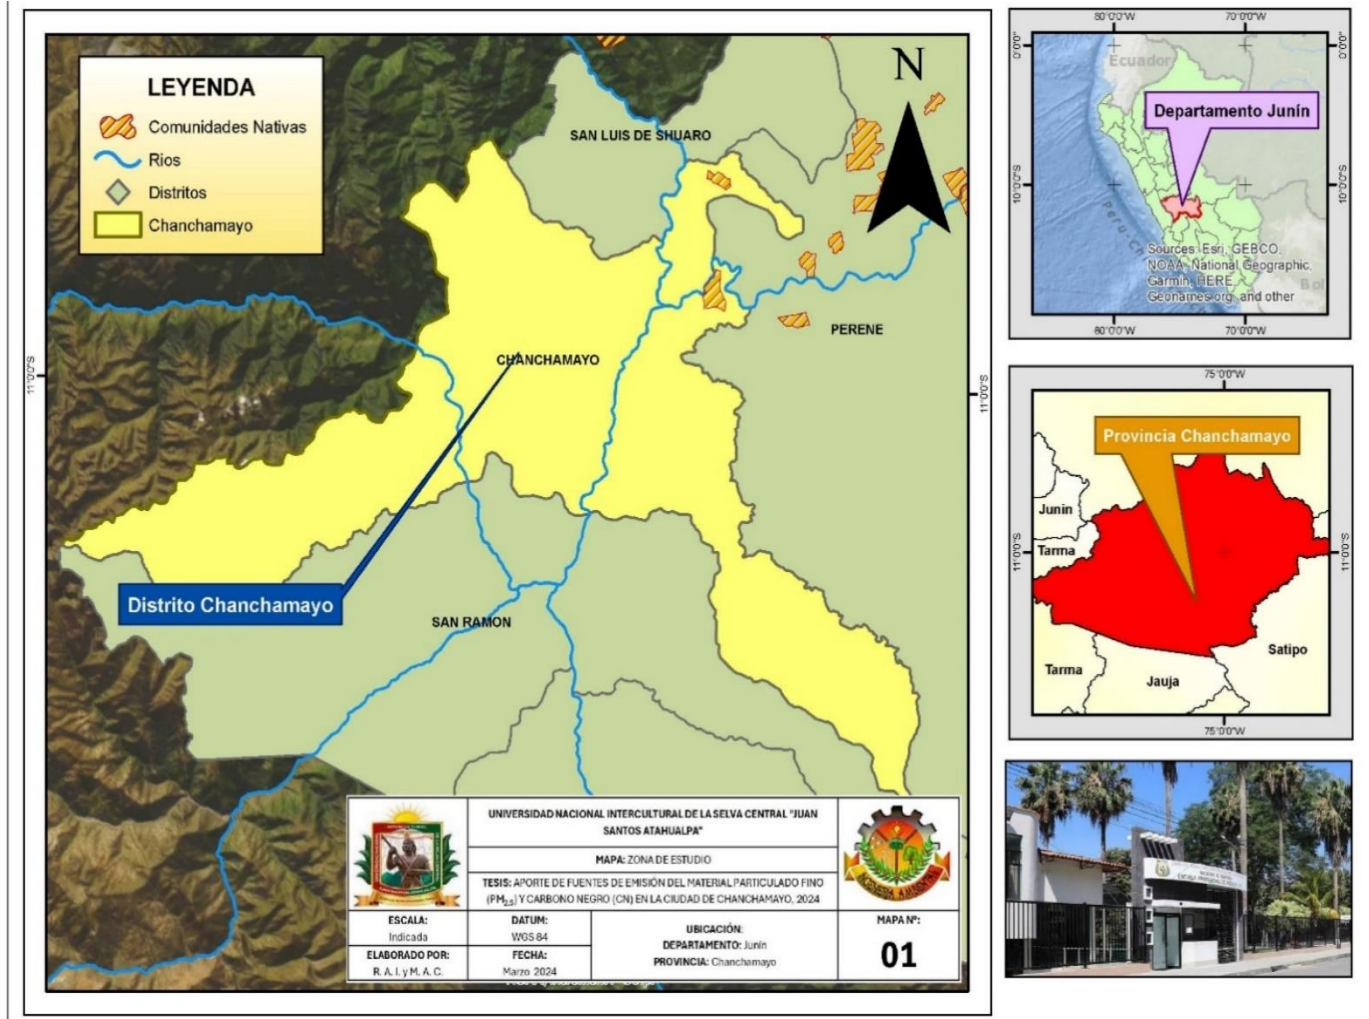 LEYENDA
Comunidades Nativas
Rios
Distritos
Chanchamayo
N
SAN LUIS DE SHUARO
PERENE
CHANCHAMAYO
SAN RAMON
Distrito Chanchamayo
11°0'0"S
11°0'0"S
UNIVERSIDAD NACIONAL INTERCULTURAL DE LA SELVA CENTRAL "JUAN
SANTOS ATAHUALPA"
MAPA: ZONA DE ESTUDIO
TESIS: APORTE DE FUENTES DE EMISIÓN DEL MATERIAL PARTICULADO FINO
(PM2.5) Y CARBONO NEGRO (CN) EN LA CIUDAD DE CHANCHAMAYO, 2024
ESCALA:
Indicada
DATUM:
WGS 84
ELABORADO POR:
R. A. I. y M. A. C.
FECHA:
Marzo 2024
UBICACIÓN:
DEPARTAMENTO: Junín
PROVINCIA: Chanchamayo
MAPA N°:
01
INGENIERIA AMBIENTAL
80°0'0"W
70°0'0"W
0°0'0"
0°0'0"
Ecuador
Departamento Junín
10°0'0"S
10°0'0"S
Peru-Ch
Sources: Esri, GEBCO,
NOAA, National Geographic,
Garmin, HERE,
Geonames.org, and other
Bol
80°0'0"W
70°0'0"W
75°0'0"W
Provincia Chanchamayo
Junin
Tarma
11°0'0"S
11°0'0"S
Tarma
Jauja
Satipo
75°0'0"W